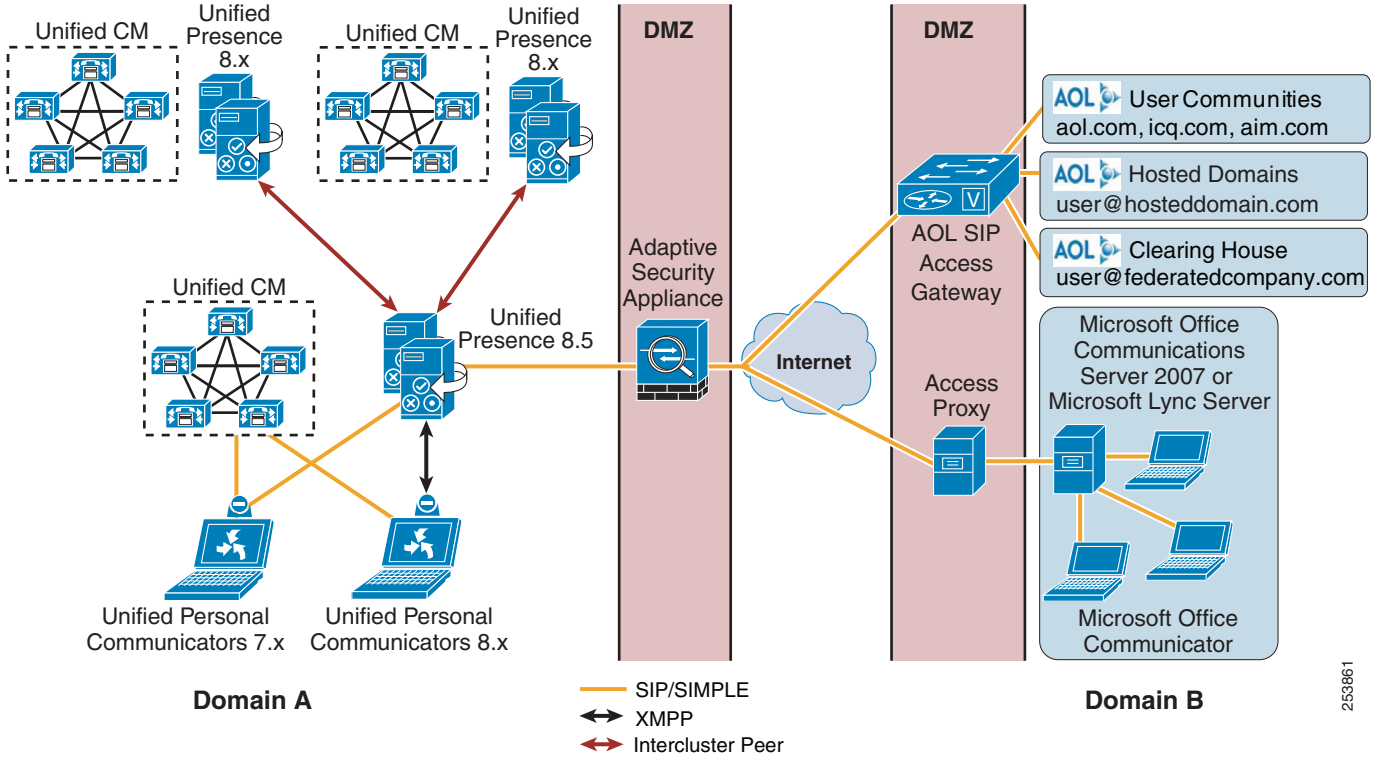 Unified CM
Unified
Presence
8.x
Unified CM
Unified
Presence
8.x
DMZ
DMZ
AOL User Communities
aol.com, icq.com, aim.com
AOL Hosted Domains
user@hosteddomain.com
AOL Clearing House
user@federatedcompany.com
V
AOL SIP
Access
Gateway
Adaptive
Security
Appliance
Unified CM
Unified
Presence 8.5
Internet
Access
Proxy
Microsoft Office
Communications
Server 2007 or
Microsoft Lync Server
Unified Personal
Communicators 7.x
Unified Personal
Communicators 8.x
Microsoft Office
Communicator
Domain A
Domain B
SIP/SIMPLE
XMPP
Intercluster Peer
253861